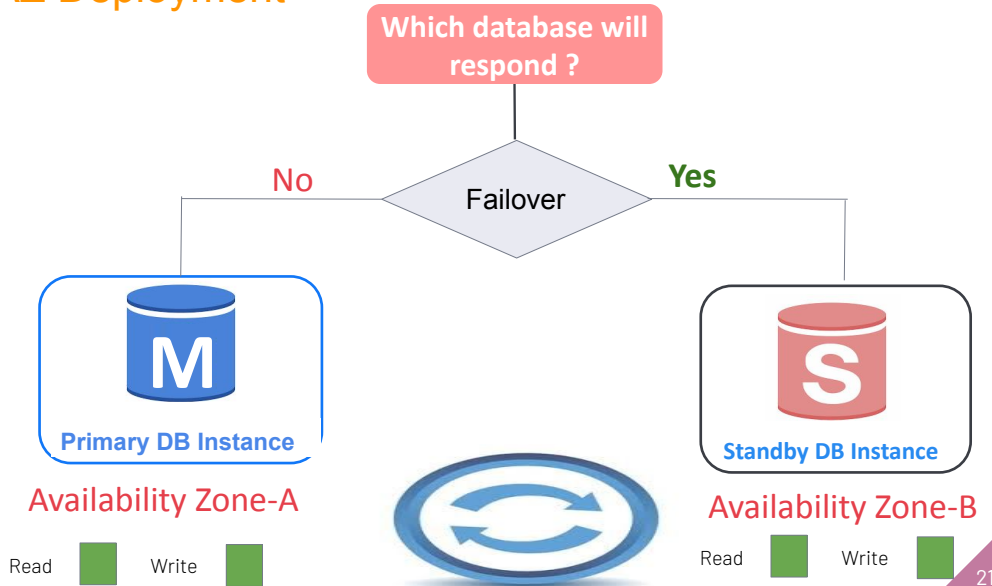 Deployment
Which database will
respond ?
No
Failover
Yes
M
S
Primary DB Instance
Standby DB Instance
Availability Zone-A
Availability Zone-B
Read
Write
Read
Write